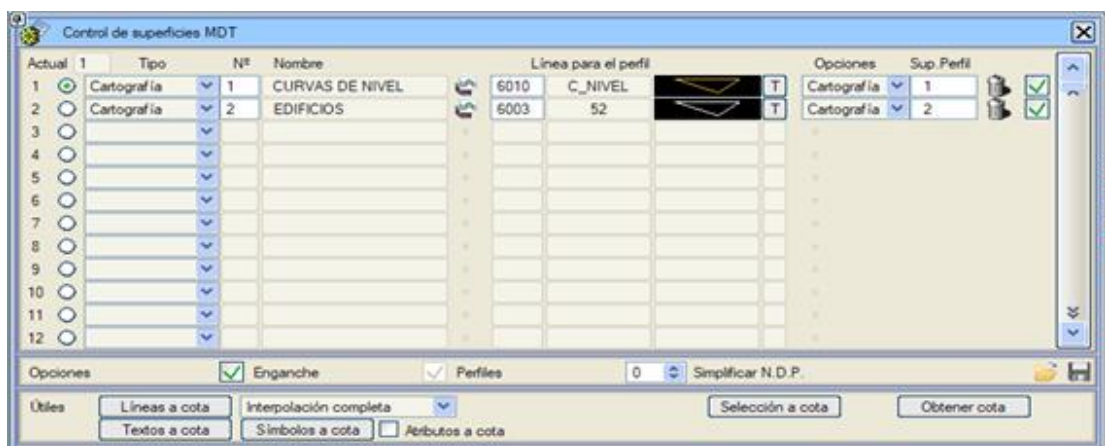 Control de superficies MDT
Actual 1 Tipo Nº Nombre Línea para el perfil Opciones Sup.Perfil
1 Cartografía 1 CURVAS DE NIVEL 6010 C_NIVEL T Cartografía 1
2 Cartografía 2 EDIFICIOS 6003 52 T Cartografía 2
3
4
5
6
7
8
9
10
11
12
Opciones Enganche Perfiles 0 Simplificar N.D.P.
Útiles Líneas a cota Interpolación completa Selección a cota Obtener cota
Textos a cota Símbolos a cota Atributos a cota